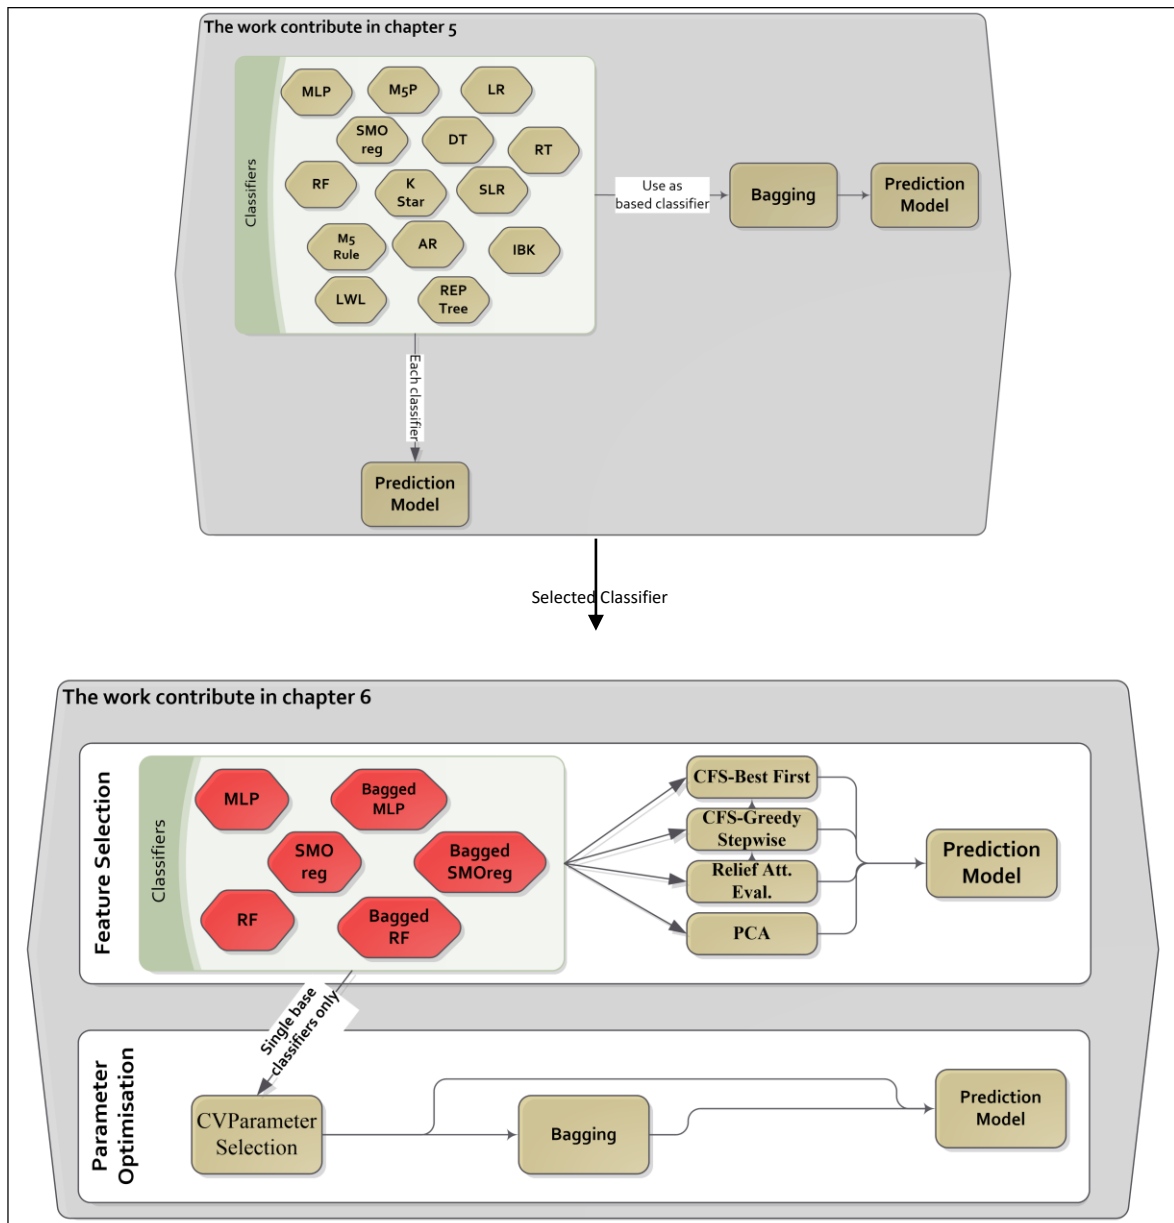 The work contribute in chapter 5
Classifiers
MLP
M5P
LR
SMO
reg
DT
RT
RF
K
Star
SLR
M5
Rule
AR
IBK
LWL
REP
Tree
Use as
based classifier
Bagging
Prediction
Model
Each classifier
Prediction
Model
Selected Classifier
The work contribute in chapter 6
Feature Selection
Classifiers
MLP
Bagged
MLP
SMO
reg
Bagged
SMOreg
RF
Bagged
RF
CFS-Best First
CFS-Greedy
Stepwise
Relief Att.
Eval.
PCA
Prediction
Model
Single base
classifiers only
Parameter
Optimisation
CVParameter
Selection
Bagging
Prediction
Model